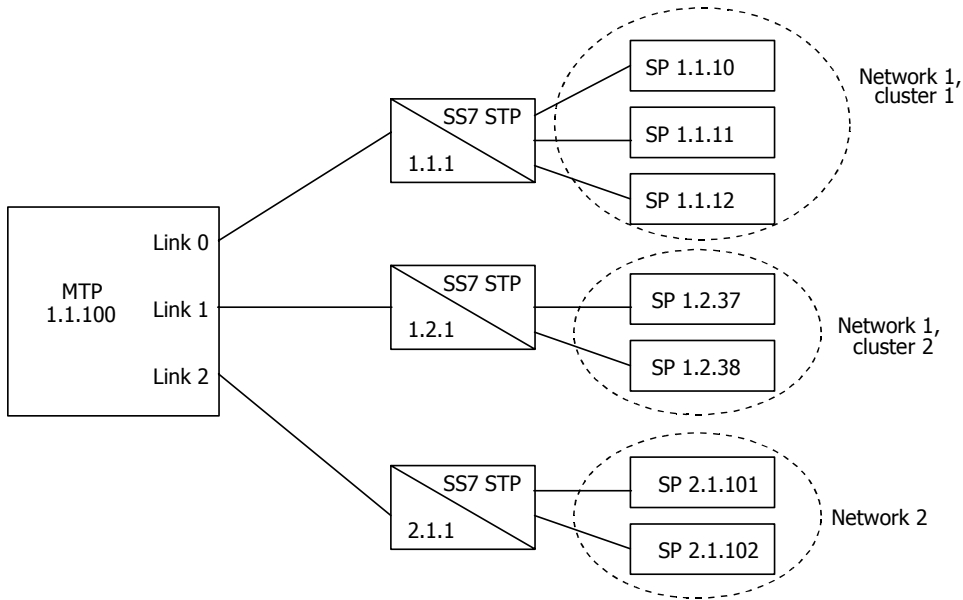 SP 1.1.10
Network 1,
cluster 1
SS7 STP
SP 1.1.11
1.1.1
SP 1.1.12
Link 0
MTP
1.1.100
Link 1
SS7 STP
SP 1.2.37
1.2.1
Network 1,
cluster 2
SP 1.2.38
Link 2
SS7 STP
SP 2.1.101
2.1.1
Network 2
SP 2.1.102